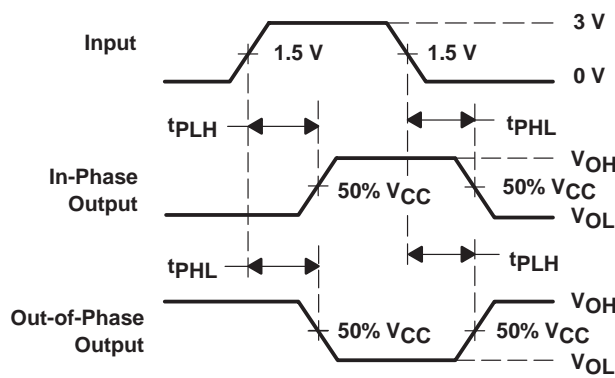 Input
1.5 V
1.5 V
3 V
0 V
tPLH
tPHL
In-Phase
Output
50% VCC
50% VCC
VOH
VOL
tPHL
tPLH
Out-of-Phase
Output
50% VCC
50% VCC
VOH
VOL